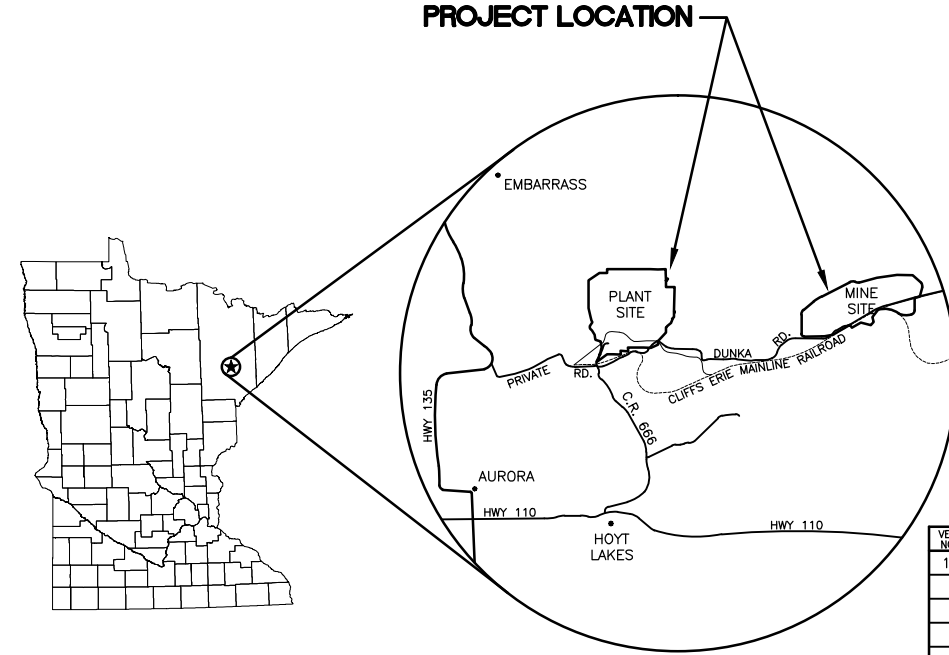 PROJECT LOCATION
EMBARRASS
PLANT
SITE
MINE
SITE
DUNKA RD.
PRIVATE RD.
CLIFFS ERIE MAINLINE RAILROAD
C.R. 666
HWY 135
AURORA
HWY 110
HWY 110
HOYT
LAKES
1